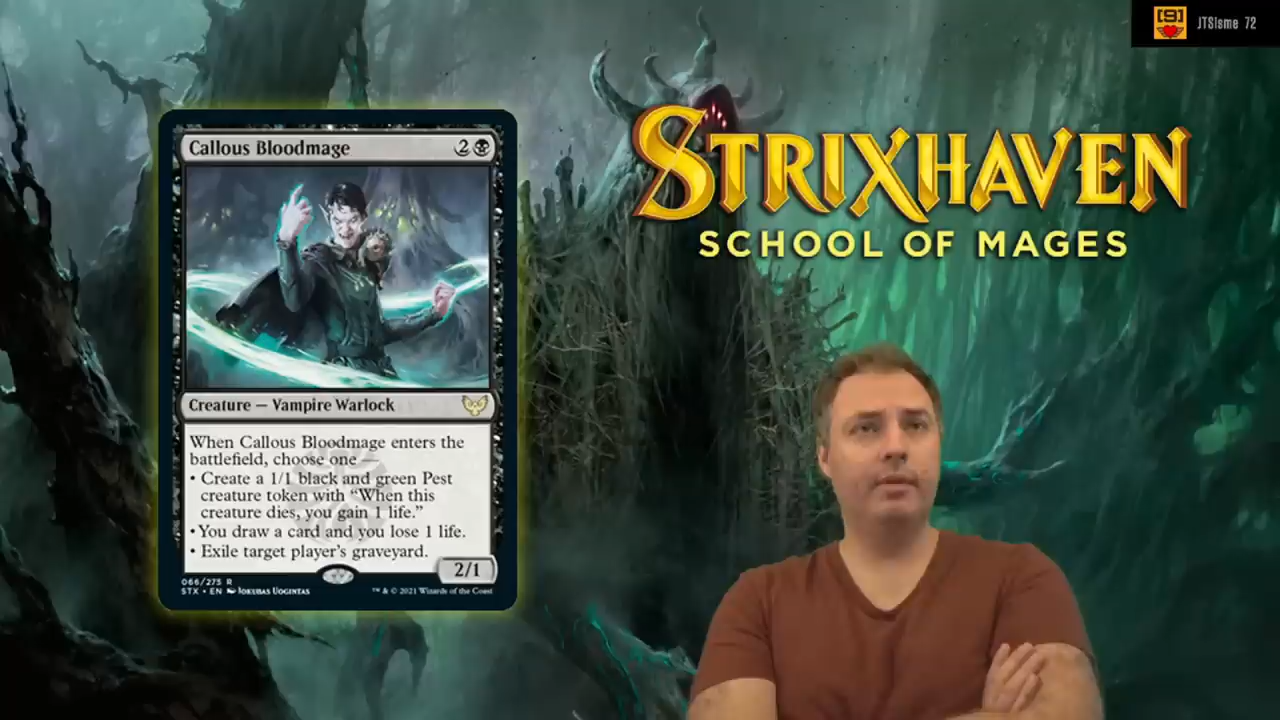 [9]
JTSisme 72
Callous Bloodmage 2
STRIXHAVEN
SCHOOL OF MAGES
Creature — Vampire Warlock
When Callous Bloodmage enters the
battlefield, choose one —
• Create a 1/1 black and green Pest
creature token with “When this
creature dies, you gain 1 life.”
• You draw a card and you lose 1 life.
• Exile target player's graveyard.
2/1
066/275 R
STX • EN Iokubas Uogintas
™ & © 2021 Wizards of the Coast